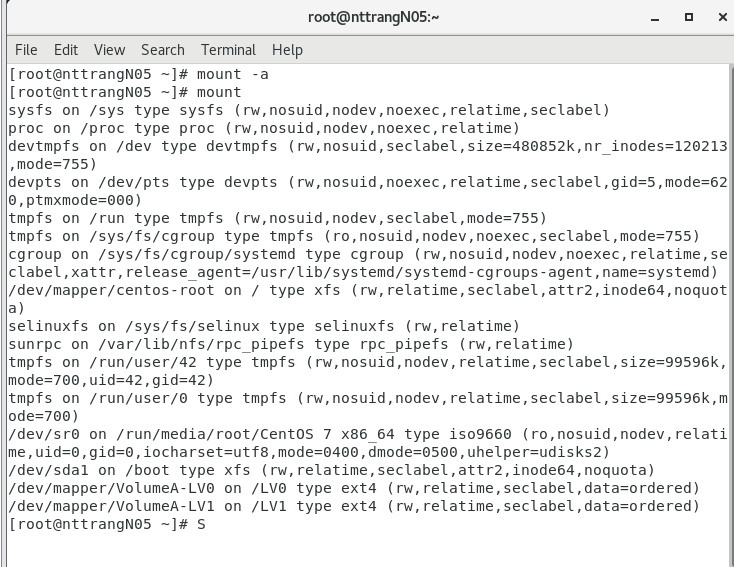 root@nttrangN05:~
File Edit View Search Terminal Help
[root@nttrangN05 ~]# mount -a
[root@nttrangN05 ~]# mount
sysfs on /sys type sysfs (rw,nosuid,nodev,noexec,relatime,seclabel)
proc on /proc type proc (rw,nosuid,nodev,noexec,relatime)
devtmpfs on /dev type devtmpfs (rw,nosuid,seclabel,size=480852k,nr_inodes=120213
,mode=755)
devpts on /dev/pts type devpts (rw,nosuid,noexec,relatime,seclabel,gid=5,mode=62
0,ptmxmode=000)
tmpfs on /run type tmpfs (rw,nosuid,nodev,seclabel,mode=755)
tmpfs on /sys/fs/cgroup type tmpfs (ro,nosuid,nodev,noexec,seclabel,mode=755)
cgroup on /sys/fs/cgroup/systemd type cgroup (rw,nosuid,nodev,noexec,relatime,se
clabel,xattr,release_agent=/usr/lib/systemd/systemd-cgroups-agent,name=systemd)
/dev/mapper/centos-root on / type xfs (rw,relatime,seclabel,attr2,inode64,noquot
a)
selinuxfs on /sys/fs/selinux type selinuxfs (rw,relatime)
sunrpc on /var/lib/nfs/rpc_pipefs type rpc_pipefs (rw,relatime)
tmpfs on /run/user/42 type tmpfs (rw,nosuid,nodev,relatime,seclabel,size=99596k,
mode=700,uid=42,gid=42)
tmpfs on /run/user/0 type tmpfs (rw,nosuid,nodev,relatime,seclabel,size=99596k,m
ode=700)
/dev/sr0 on /run/media/root/CentOS 7 x86_64 type iso9660 (ro,nosuid,nodev,relati
me,uid=0,gid=0,iocharset=utf8,mode=0400,dmode=0500,uhelper=udisks2)
/dev/sda1 on /boot type xfs (rw,relatime,seclabel,attr2,inode64,noquota)
/dev/mapper/VolumeA-LV0 on /LV0 type ext4 (rw,relatime,seclabel,data=ordered)
/dev/mapper/VolumeA-LV1 on /LV1 type ext4 (rw,relatime,seclabel,data=ordered)
[root@nttrangN05 ~]# S